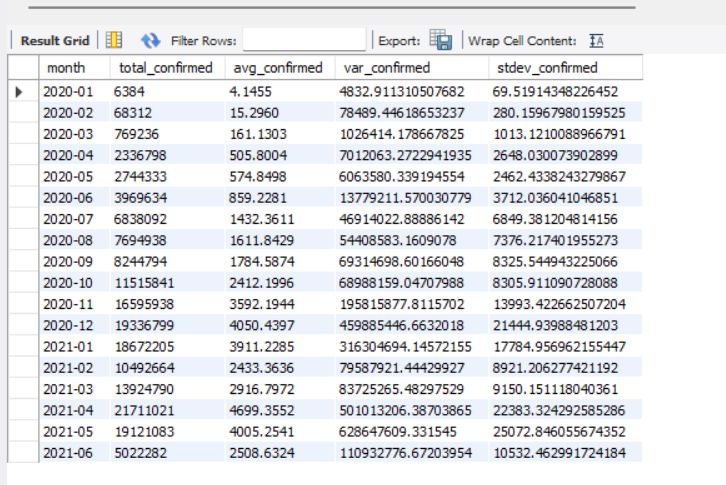 Result Grid Filter Rows: Export: Wrap Cell Content: IA
month total_confirmed avg_confirmed var_confirmed stdev_confirmed
2020-01 6384 4.1455 4832.911310507682 69.51914348226452
2020-02 68312 15.2960 78489.44618653237 280.15967980159525
2020-03 769236 161.1303 1026414.178667825 1013.1210088966791
2020-04 2336798 505.8004 7012063.2722941935 2648.030073902899
2020-05 2744333 574.8498 6063580.339194554 2462.4338243279867
2020-06 3969634 859.2281 13779211.570030779 3712.036041046851
2020-07 6838092 1432.3611 46914022.88886142 6849.381204814156
2020-08 7694938 1611.8429 54408583.1609078 7376.217401955273
2020-09 8244794 1784.5874 69314698.60166048 8325.544943225066
2020-10 11515841 2412.1996 68988159.04707988 8305.911090728088
2020-11 16595938 3592.1944 195815877.8115702 13993.422662507204
2020-12 19336799 4050.4397 459885446.6632018 21444.93988481203
2021-01 18672205 3911.2285 316304694.14572155 17784.956962155447
2021-02 10492664 2433.3636 79587921.44429927 8921.206277421192
2021-03 13924790 2916.7972 83725265.48297529 9150.151118040361
2021-04 21711021 4699.3552 501013206.38703865 22383.324292585286
2021-05 19121083 4005.2541 628647609.331545 25072.846055674352
2021-06 5022282 2508.6324 110932776.67203954 10532.462991724184